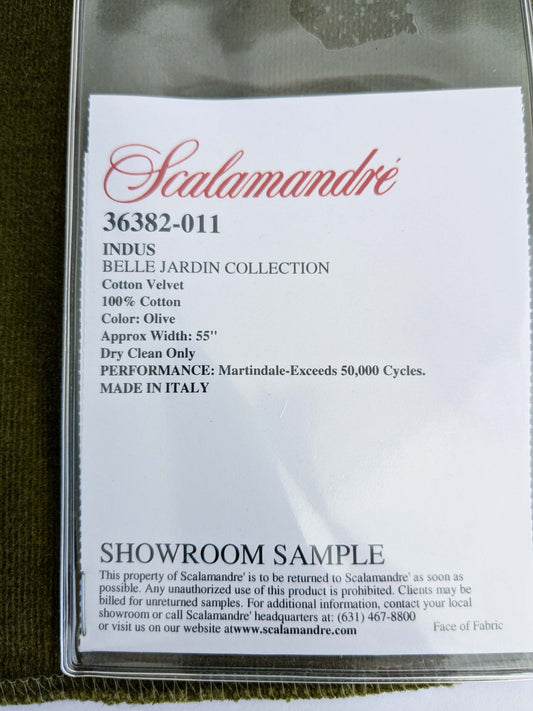 Scalamandré
36382-011
INDUS
BELLE JARDIN COLLECTION
Cotton Velvet
100% Cotton
Color: Olive
Approx Width: 55"
Dry Clean Only
PERFORMANCE: Martindale-Exceeds 50,000 Cycles.
MADE IN ITALY
SHOWROOM SAMPLE
This property of Scalamandre' is to be returned to Scalamandre' as soon as
possible. Any unauthorized use of this product is prohibited. Clients may be
billed for unreturned samples. For additional information, contact your local
showroom or call Scalamandre' headquarters at: (631) 467-8800
or visit us on our website atwww.scalamandre.com
Face of Fabric